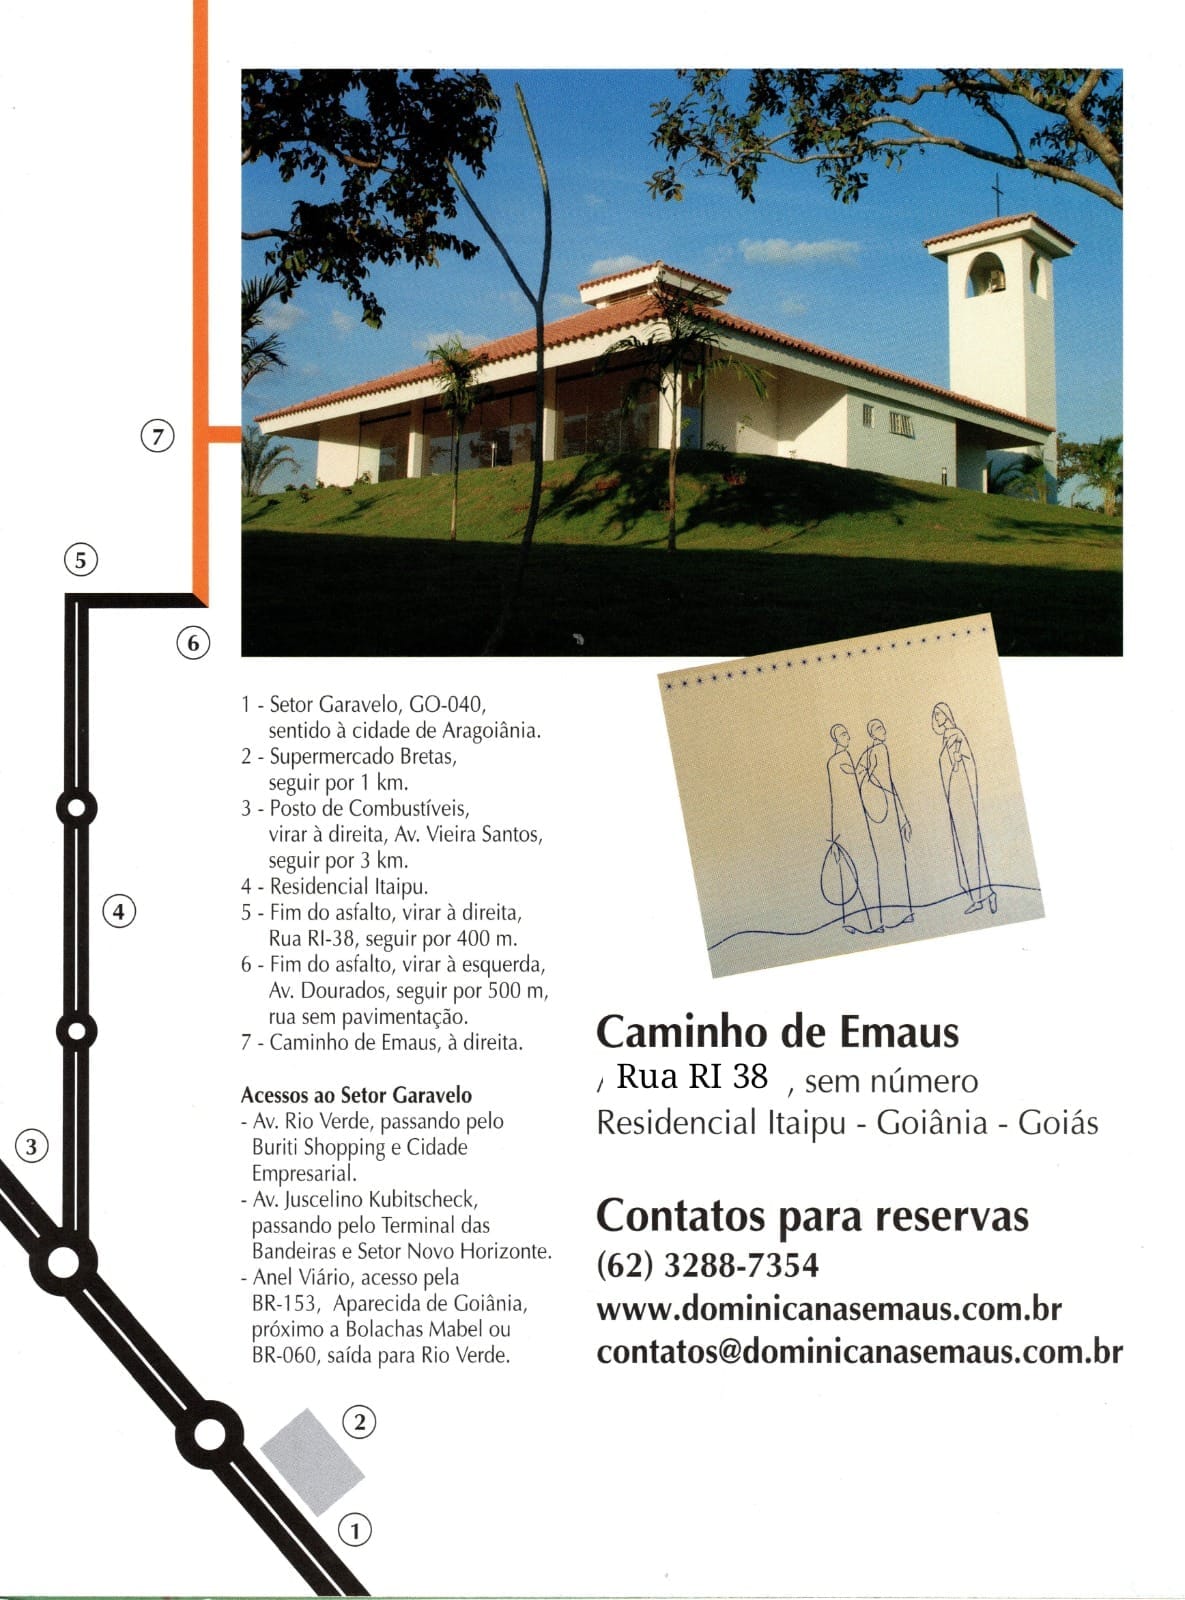 7
5
6
1 - Setor Garavelo, GO-040,
sentido à cidade de Aragoiânia.
2 - Supermercado Bretas,
seguir por 1 km.
3 - Posto de Combustíveis,
virar à direita, Av. Vieira Santos,
seguir por 3 km.
4 - Residencial Itaipu.
5 - Fim do asfalto, virar à direita,
Rua RI-38, seguir por 400 m.
6 - Fim do asfalto, virar à esquerda,
Av. Dourados, seguir por 500 m,
rua sem pavimentação.
7 - Caminho de Emaus, à direita.
4
Acessos ao Setor Garavelo
- Av. Rio Verde, passando pelo
Buriti Shopping e Cidade
Empresarial.
- Av. Juscelino Kubitscheck,
passando pelo Terminal das
Bandeiras e Setor Novo Horizonte.
- Anel Viário, acesso pela
BR-153, Aparecida de Goiânia,
próximo a Bolachas Mabel ou
BR-060, saída para Rio Verde.
3
Caminho de Emaus
Rua RI 38 , sem número
Residencial Itaipu - Goiânia - Goiás
Contatos para reservas
(62) 3288-7354
www.dominicanasemaus.com.br
contatos@dominicanasemaus.com.br
2
1